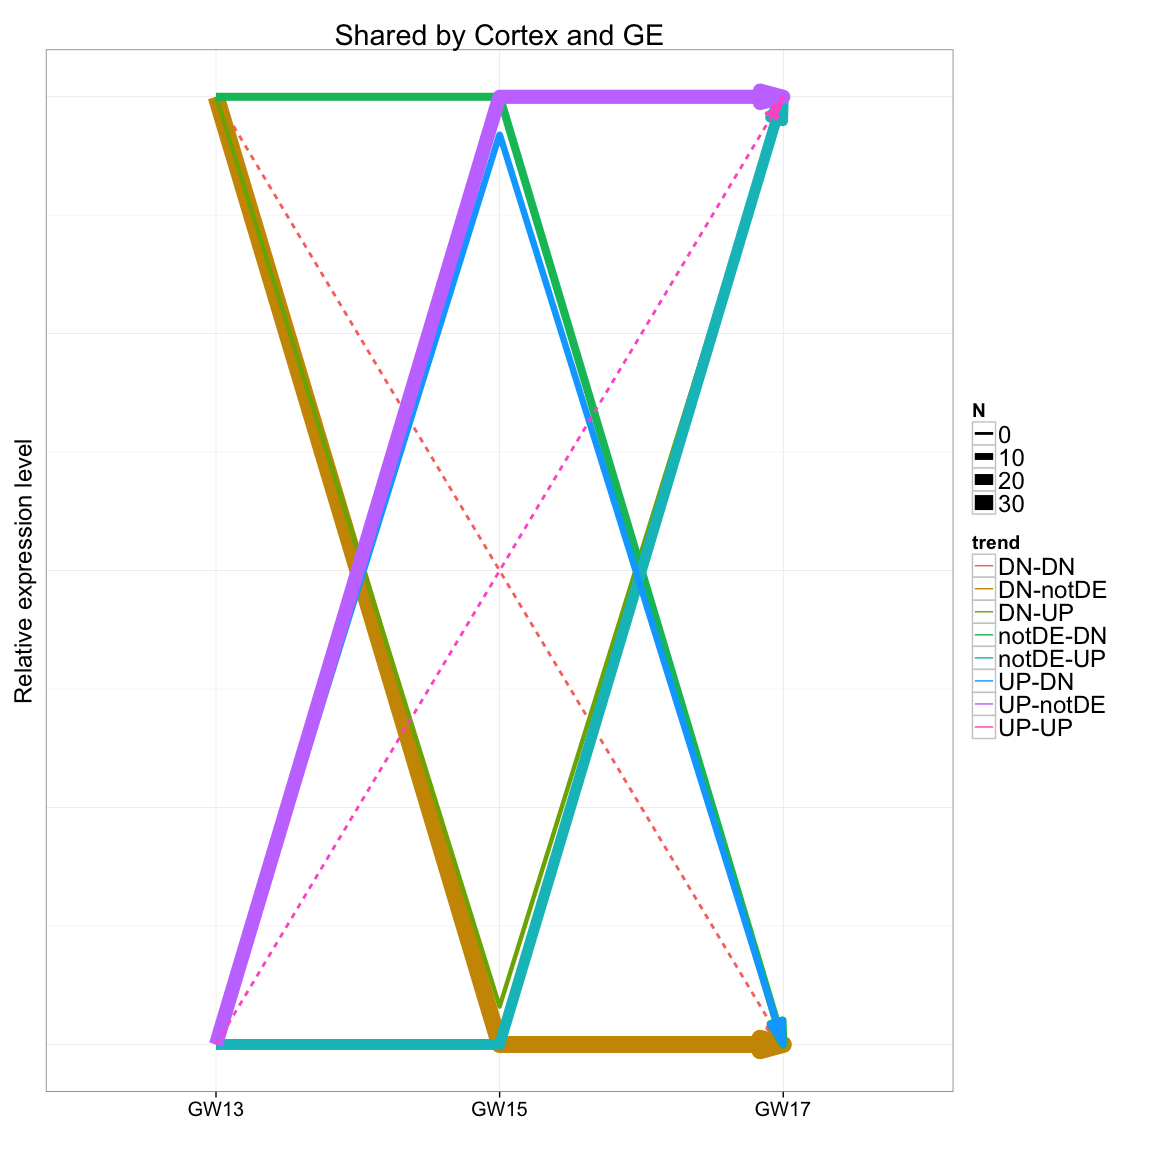 Shared by Cortex and GE
Relative expression level
GW13
GW15
GW17
N
0
10
20
30
trend
DN-DN
DN-notDE
DN-UP
notDE-DN
notDE-UP
UP-DN
UP-notDE
UP-UP